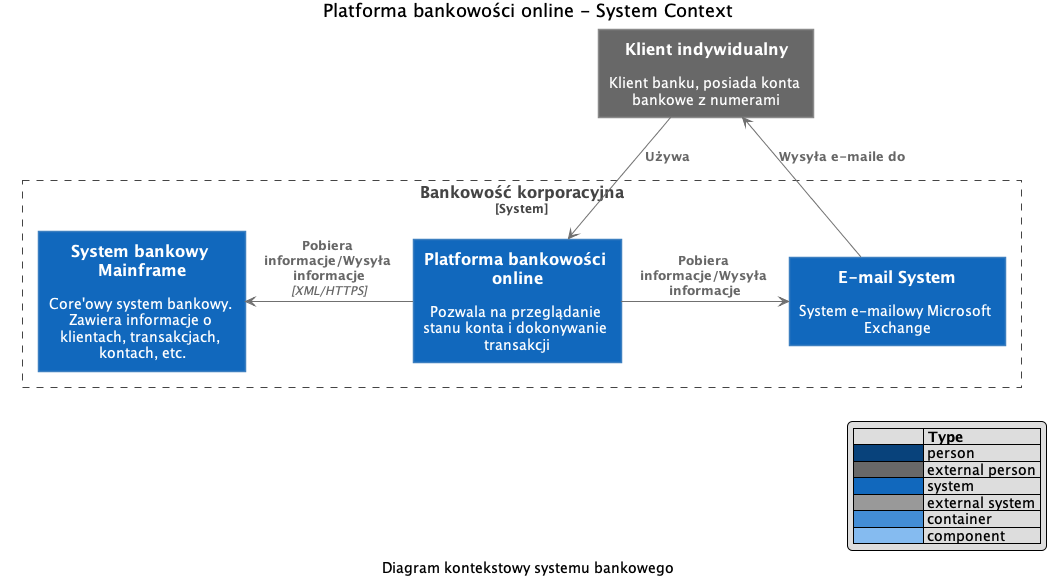 Platforma bankowości online - System Context
Klient indywidualny
Klient banku, posiada konta
bankowe z numerami
Używa
Wysyła e-maile do
Bankowość korporacyjna
[System]
System bankowy
Mainframe
Core'owy system bankowy.
Zawiera informacje o
klientach, transakcjach,
kontach, etc.
Pobiera
informacje/Wysyła
informacje
[XML/HTTPS]
Platforma bankowości
online
Pozwala na przeglądanie
stanu konta i dokonywanie
transakcji
Pobiera
informacje/Wysyła
informacje
E-mail System
System e-mailowy Microsoft
Exchange
Type
person
external person
system
external system
container
component
Diagram kontekstowy systemu bankowego